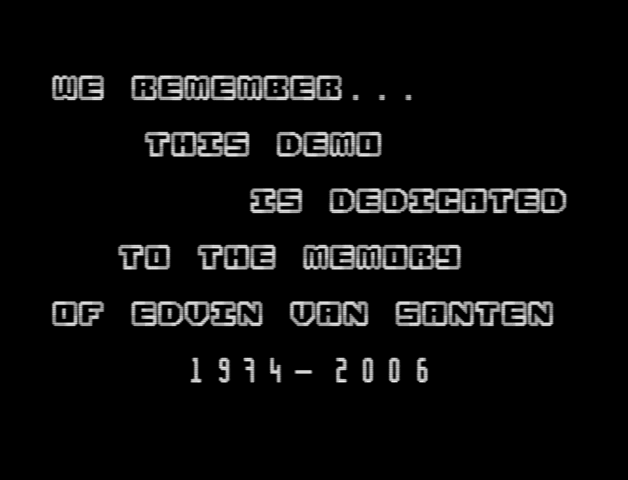 WE REMEMBER...
THIS DEMO
IS DEDICATED
TO THE MEMORY
OF EDVIN VAN SANTEN
1974-2006